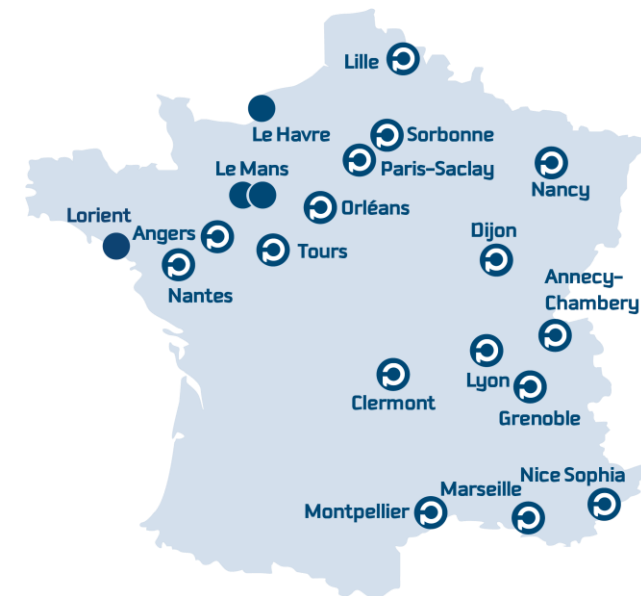 Lille
Le Havre
Sorbonne
Le Mans
Paris-Saclay
Nancy
Lorient
Orléans
Angers
Dijon
Tours
Nantes
Annecy-
Chambery
Lyon
Clermont
Grenoble
Nice Sophia
Marseille
Montpellier